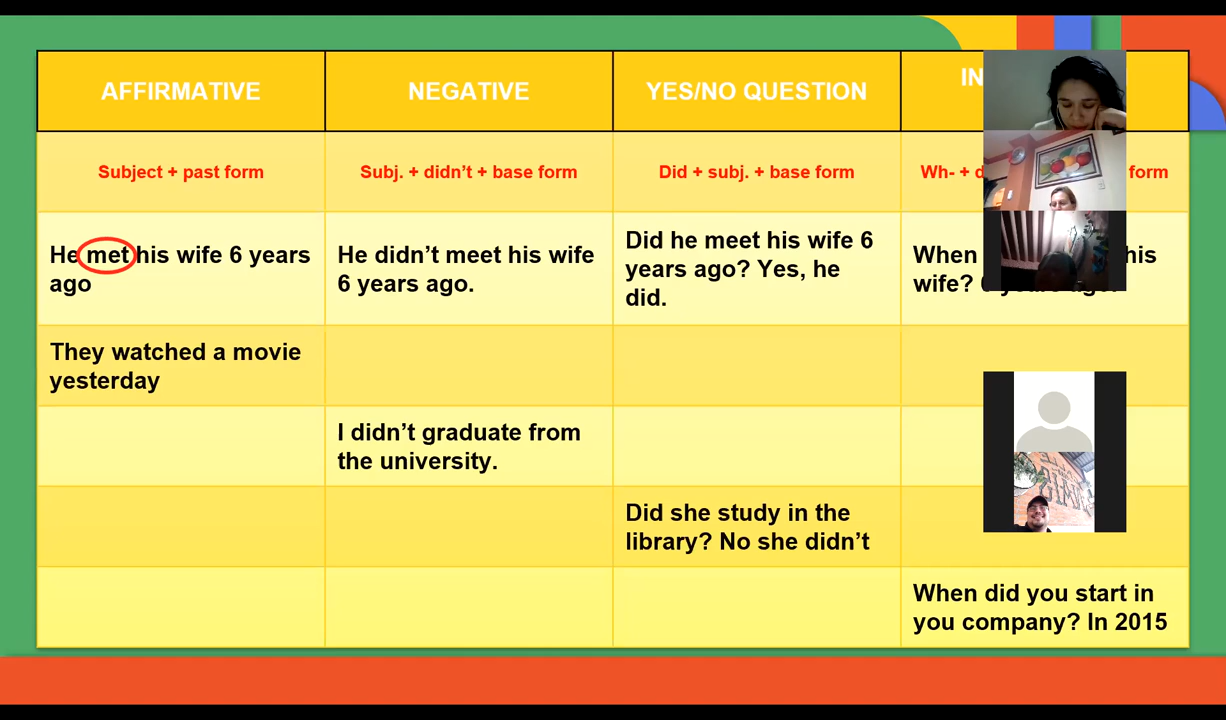 AFFIRMATIVE
NEGATIVE
YES/NO QUESTION
Subject + past form
Subj. + didn't + base form
Did + subj. + base form
Wh- + form
He met his wife 6 years
ago
He didn't meet his wife
6 years ago.
Did he meet his wife 6
years ago? Yes, he
did.
When his
wife?
They watched a movie
yesterday
I didn't graduate from
the university.
Did she study in the
library? No she didn't
When did you start in
you company? In 2015